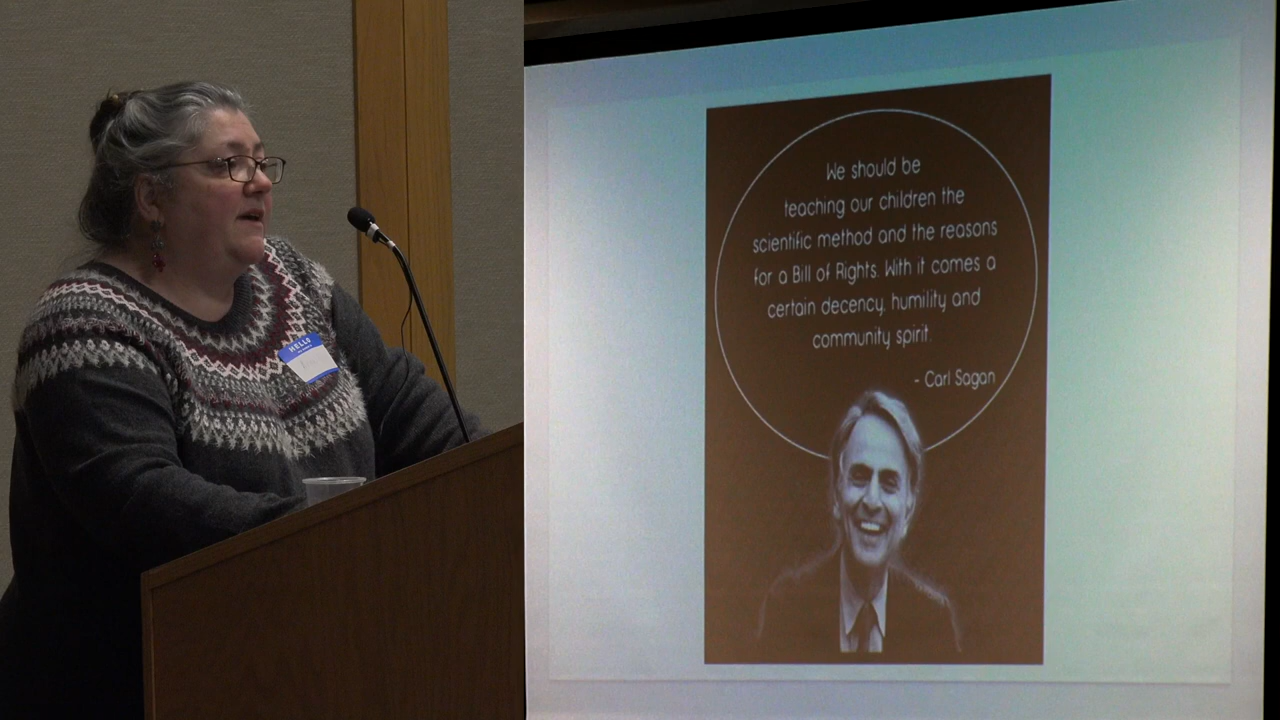 HELLO
We should be
teaching our children the
scientific method and the reasons
for a Bill of Rights. With it comes a
certain decency, humility and
community spirit.
- Carl Sagan